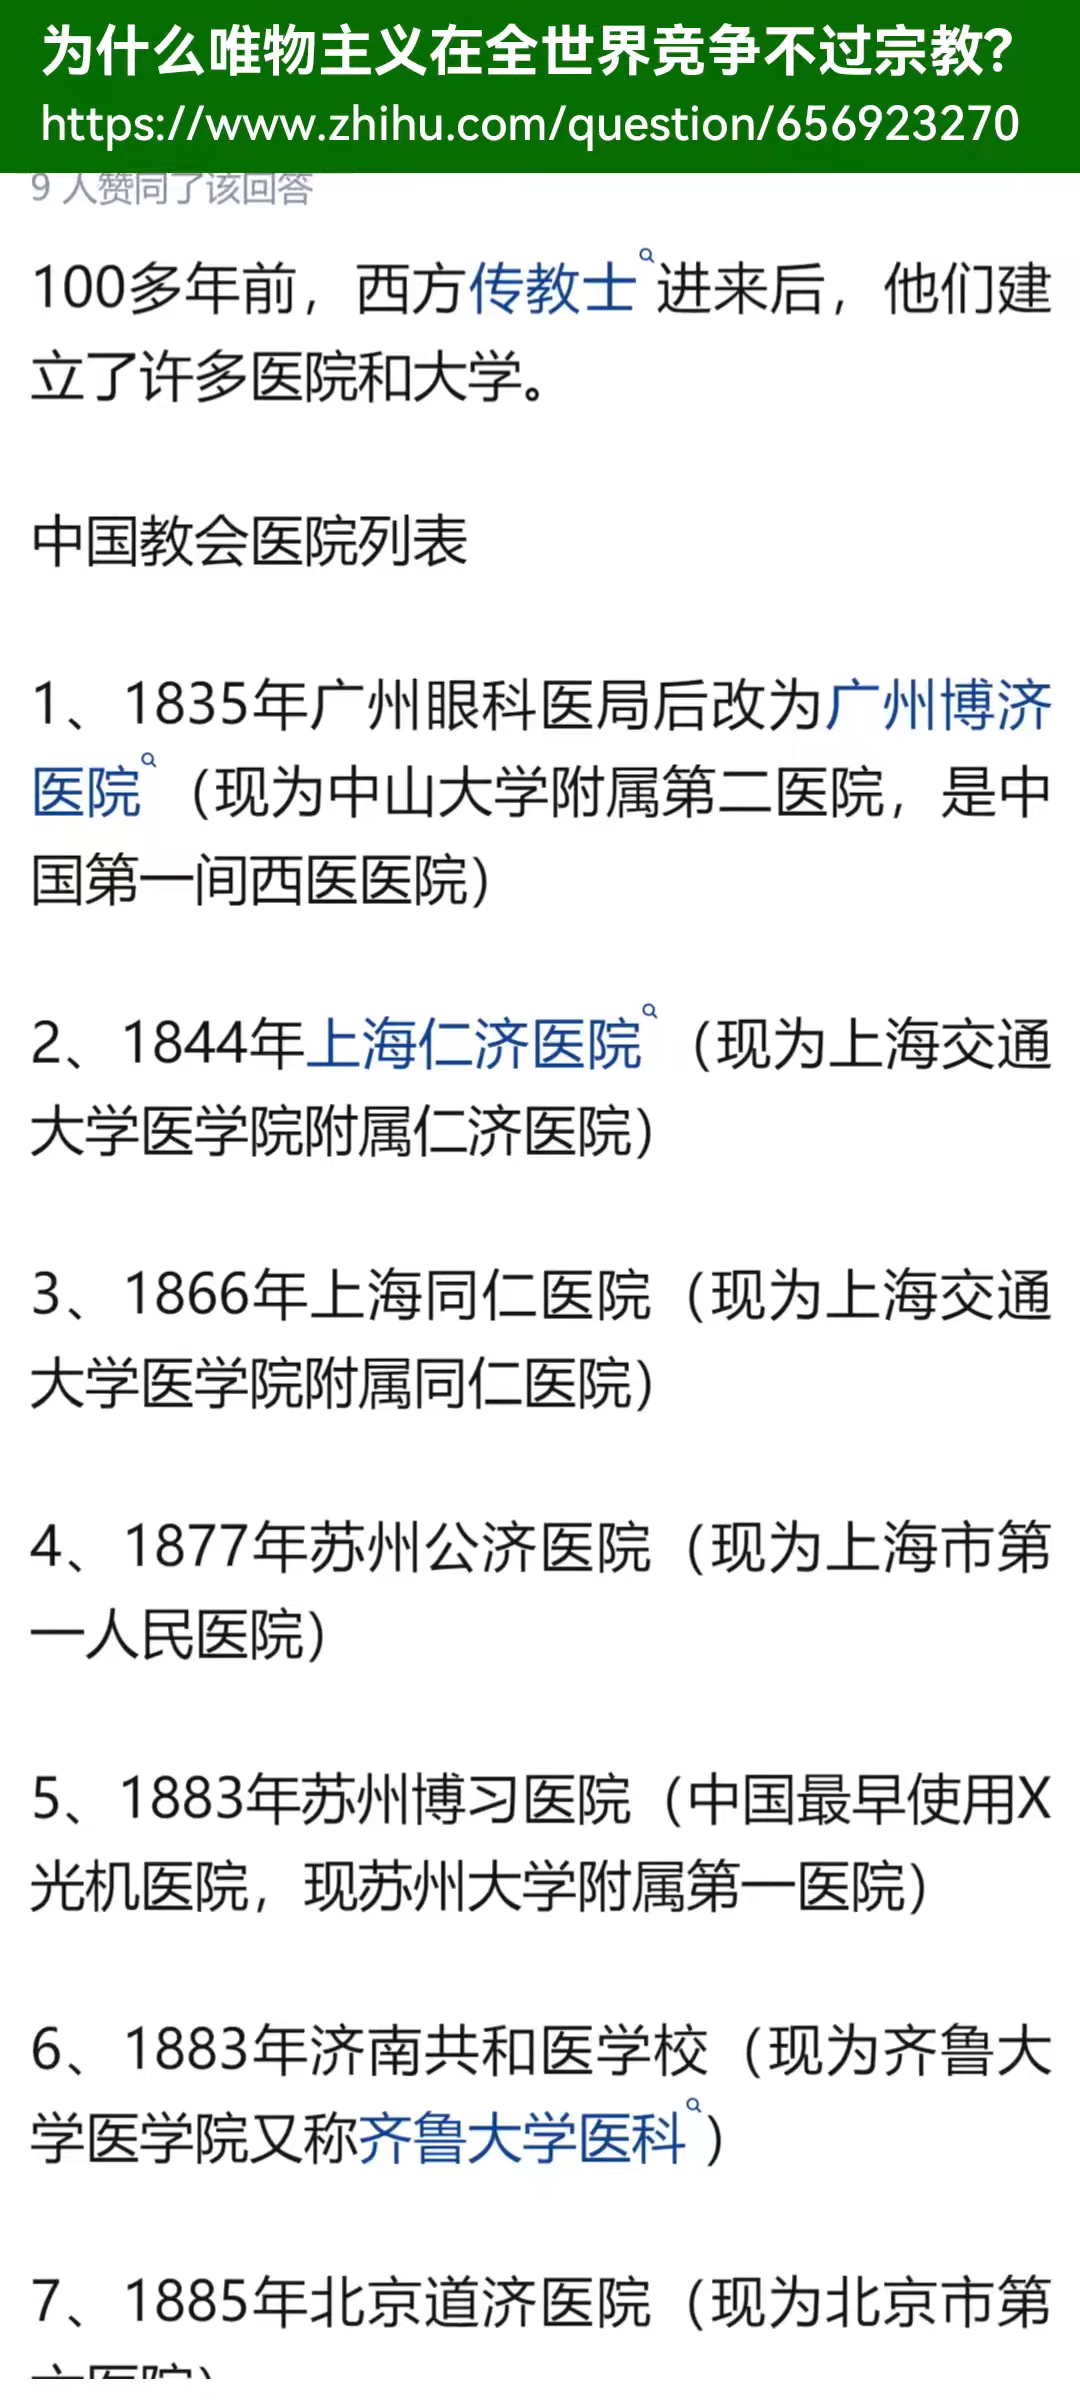 为什么唯物主义在全世界竞争不过宗教?
https://www.zhihu.com/question/656923270
9 人赞同了该回答
100多年前，西方传教士进来后，他们建
立了许多医院和大学。
中国教会医院列表
1、1835年广州眼科医局后改为广州博济
医院（现为中山大学附属第二医院，是中
国第一间西医医院）
2、1844年上海仁济医院（现为上海交通
大学医学院附属仁济医院）
3、1866年上海同仁医院（现为上海交通
大学医学院附属同仁医院）
4、1877年苏州公济医院（现为上海市第
一人民医院）
5、1883年苏州博习医院（中国最早使用X
光机医院，现苏州大学附属第一医院）
6、1883年济南共和医学校（现为齐鲁大
学医学院又称齐鲁大学医科）
7、1885年北京道济医院（现为北京市第